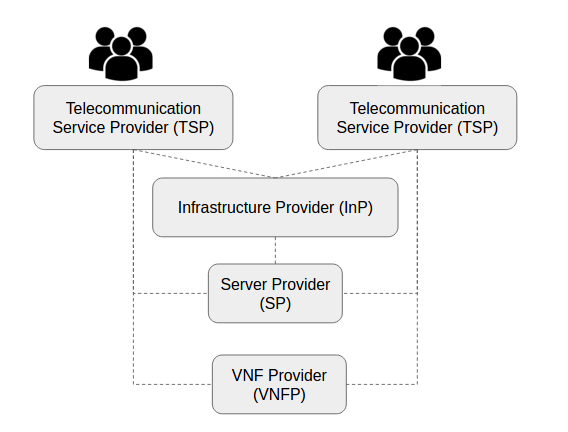 Telecommunication
Service Provider (TSP)
Telecommunication
Service Provider (TSP)
Infrastructure Provider (InP)
Server Provider
(SP)
VNF Provider
(VNFP)